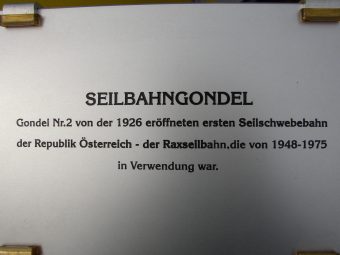 SEILBAHNGONDEL
Gondel Nr.2 von der 1926 eröffneten ersten Seilschwebebahn
der Republik Österreich - der Raxseilbahn,die von 1948-1975
in Verwendung war.